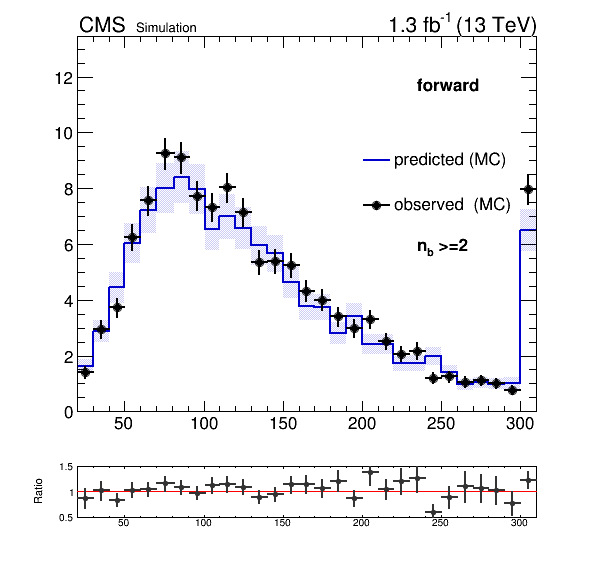 CMS Simulation 1.3 fb-1 (13 TeV)
forward
predicted (MC)
observed (MC)
nb >=2
12
10
8
6
4
2
0
50 100 150 200 250 300
Ratio
1.5
1
0.5
50 100 150 200 250 300